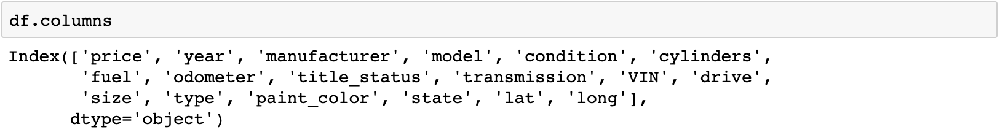 df.columns
Index(['price', 'year', 'manufacturer', 'model', 'condition', 'cylinders',
'fuel', 'odometer', 'title_status', 'transmission', 'VIN', 'drive',
'size', 'type', 'paint_color', 'state', 'lat', 'long'],
dtype='object')